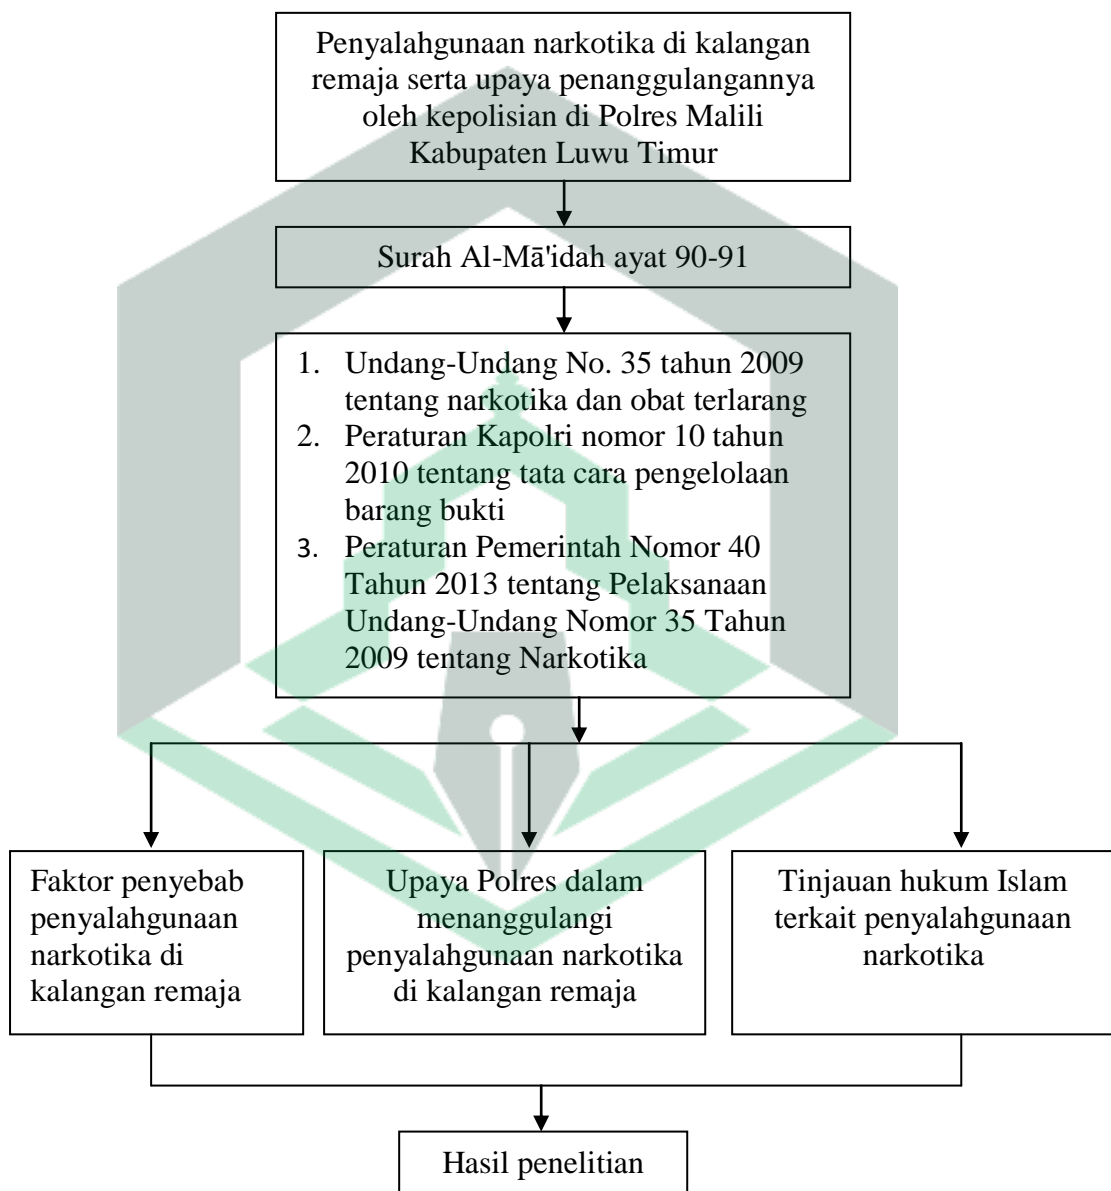 Penyalahgunaan narkotika di kalangan
remaja serta upaya penanggulangannya
oleh kepolisian di Polres Malili
Kabupaten Luwu Timur
Surah Al-Mā'idah ayat 90-91
1. Undang-Undang No. 35 tahun 2009
tentang narkotika dan obat terlarang
2. Peraturan Kapolri nomor 10 tahun
2010 tentang tata cara pengelolaan
barang bukti
3. Peraturan Pemerintah Nomor 40
Tahun 2013 tentang Pelaksanaan
Undang-Undang Nomor 35 Tahun
2009 tentang Narkotika
Faktor penyebab
penyalahgunaan
narkotika di
kalangan remaja
Upaya Polres dalam
menanggulangi
penyalahgunaan narkotika
di kalangan remaja
Tinjauan hukum Islam
terkait penyalahgunaan
narkotika
Hasil penelitian